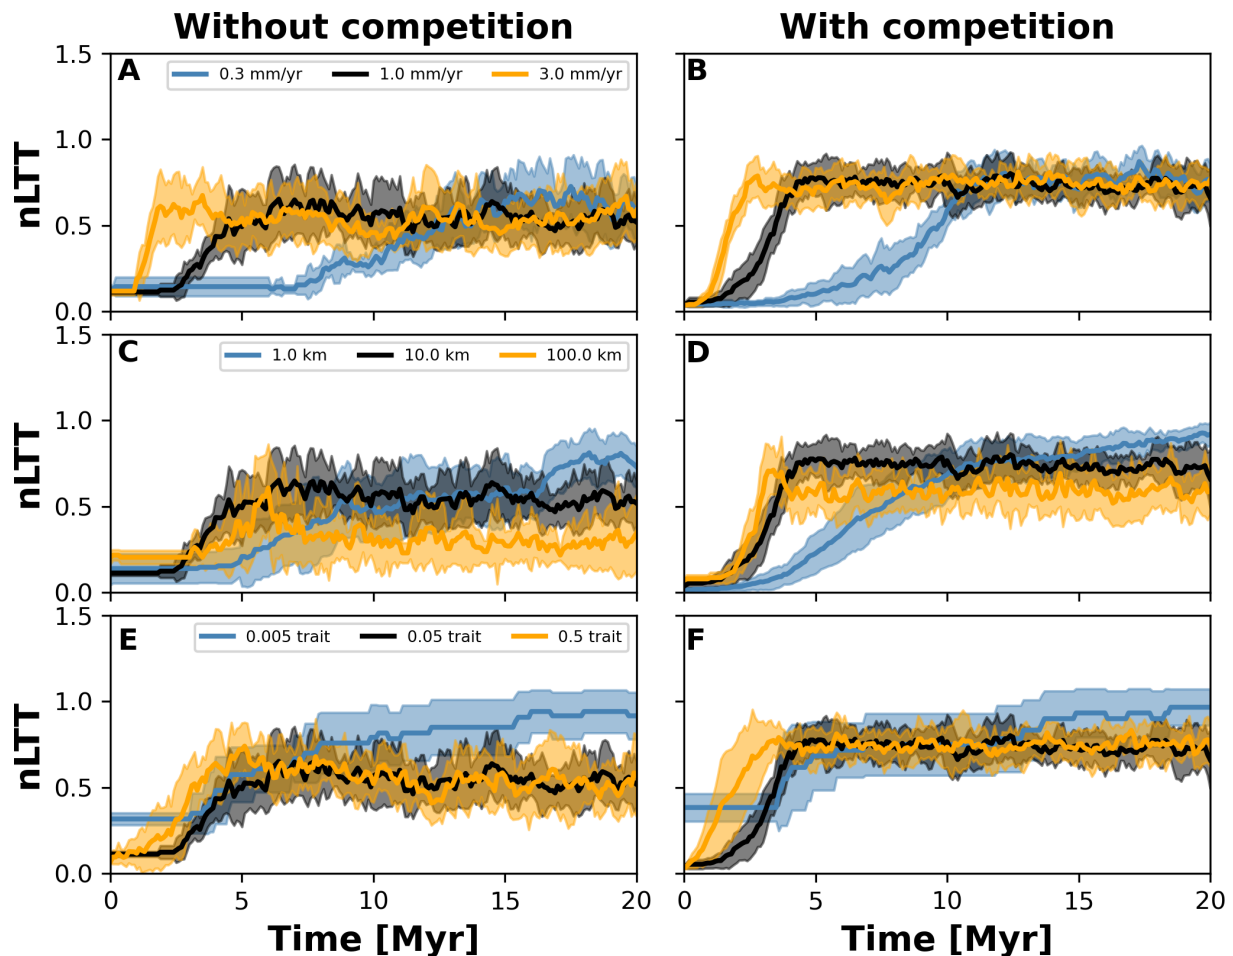 Without competition
With competition
A
0.3 mm/yr 1.0 mm/yr 3.0 mm/yr
B
1.5
1.0
0.5
0.0
nLTT
C
1.0 km 10.0 km 100.0 km
D
1.5
1.0
0.5
0.0
nLTT
E
0.005 trait 0.05 trait 0.5 trait
F
1.5
1.0
0.5
0.0
nLTT
0 5 10 15 20
0 5 10 15 20
Time [Myr]
Time [Myr]